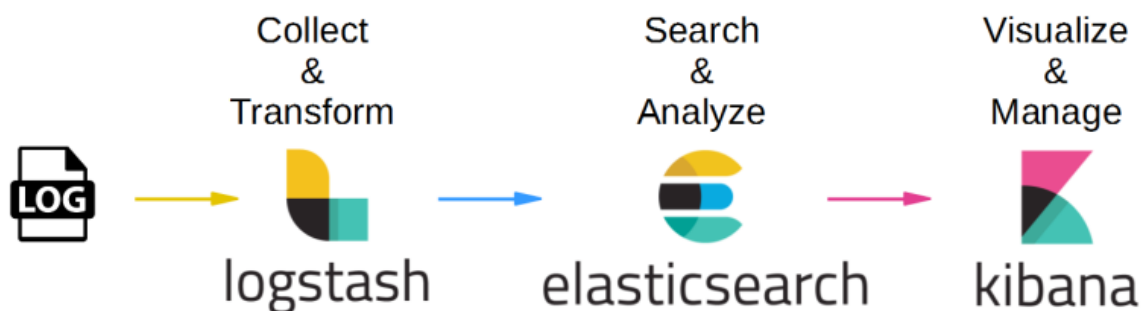 Collect
&
Transform
Search
&
Analyze
Visualize
&
Manage
LOG
logstash
elasticsearch
kibana